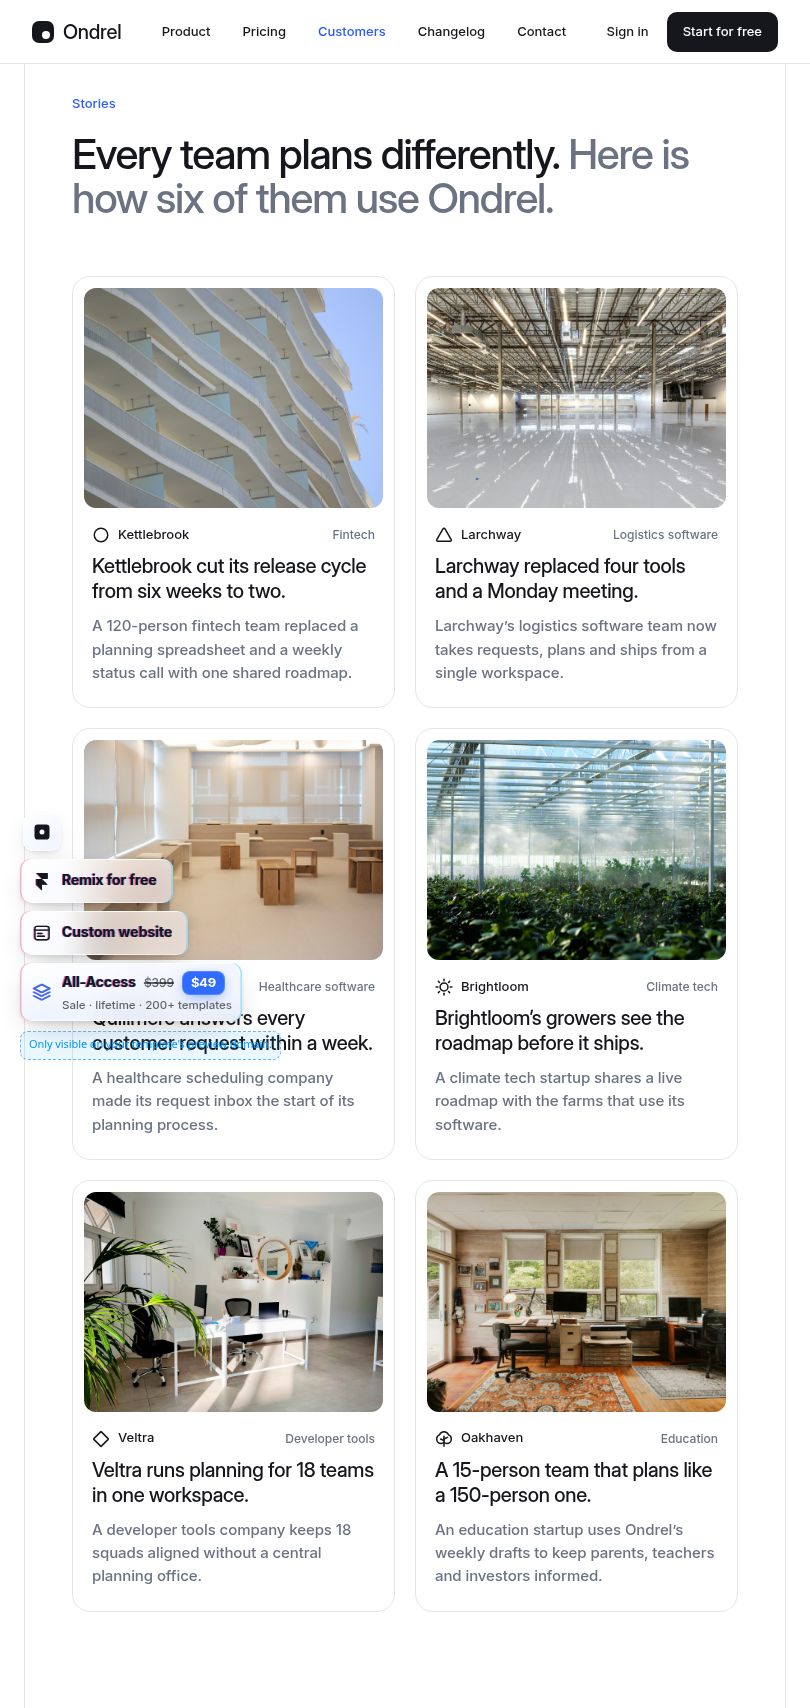 Ondrel
Product
Pricing
Customers
Changelog
Contact
Sign in
Start for free
Stories
Every team plans differently. Here is
how six of them use Ondrel.
Kettlebrook
Fintech
Kettlebrook cut its release cycle
from six weeks to two.
A 120-person fintech team replaced a
planning spreadsheet and a weekly
status call with one shared roadmap.
Larchway
Logistics software
Larchway replaced four tools
and a Monday meeting.
Larchway’s logistics software team now
takes requests, plans and ships from a
single workspace.
Remix for free
Custom website
All-Access $399 $49
Sale · lifetime · 200+ templates
Only visible
Healthcare software
answers every
customer request within a week.
A healthcare scheduling company
made its request inbox the start of its
planning process.
Brightloom
Climate tech
Brightloom’s growers see the
roadmap before it ships.
A climate tech startup shares a live
roadmap with the farms that use its
software.
Veltra
Developer tools
Veltra runs planning for 18 teams
in one workspace.
A developer tools company keeps 18
squads aligned without a central
planning office.
Oakhaven
Education
A 15-person team that plans like
a 150-person one.
An education startup uses Ondrel’s
weekly drafts to keep parents, teachers
and investors informed.